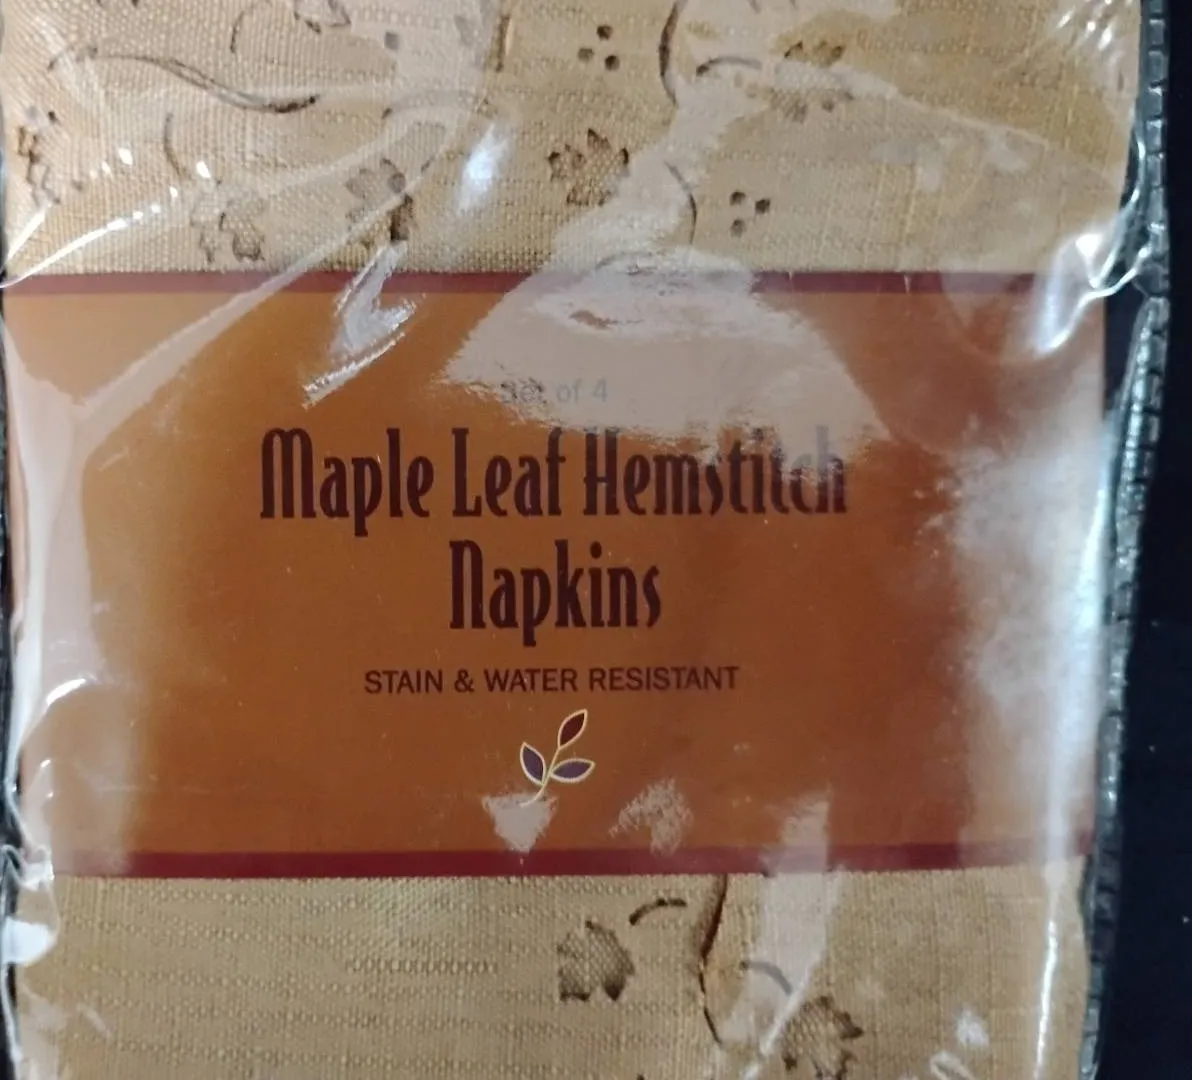 Set of 4
Maple Leaf Hemstitch
Napkins
STAIN & WATER RESISTANT